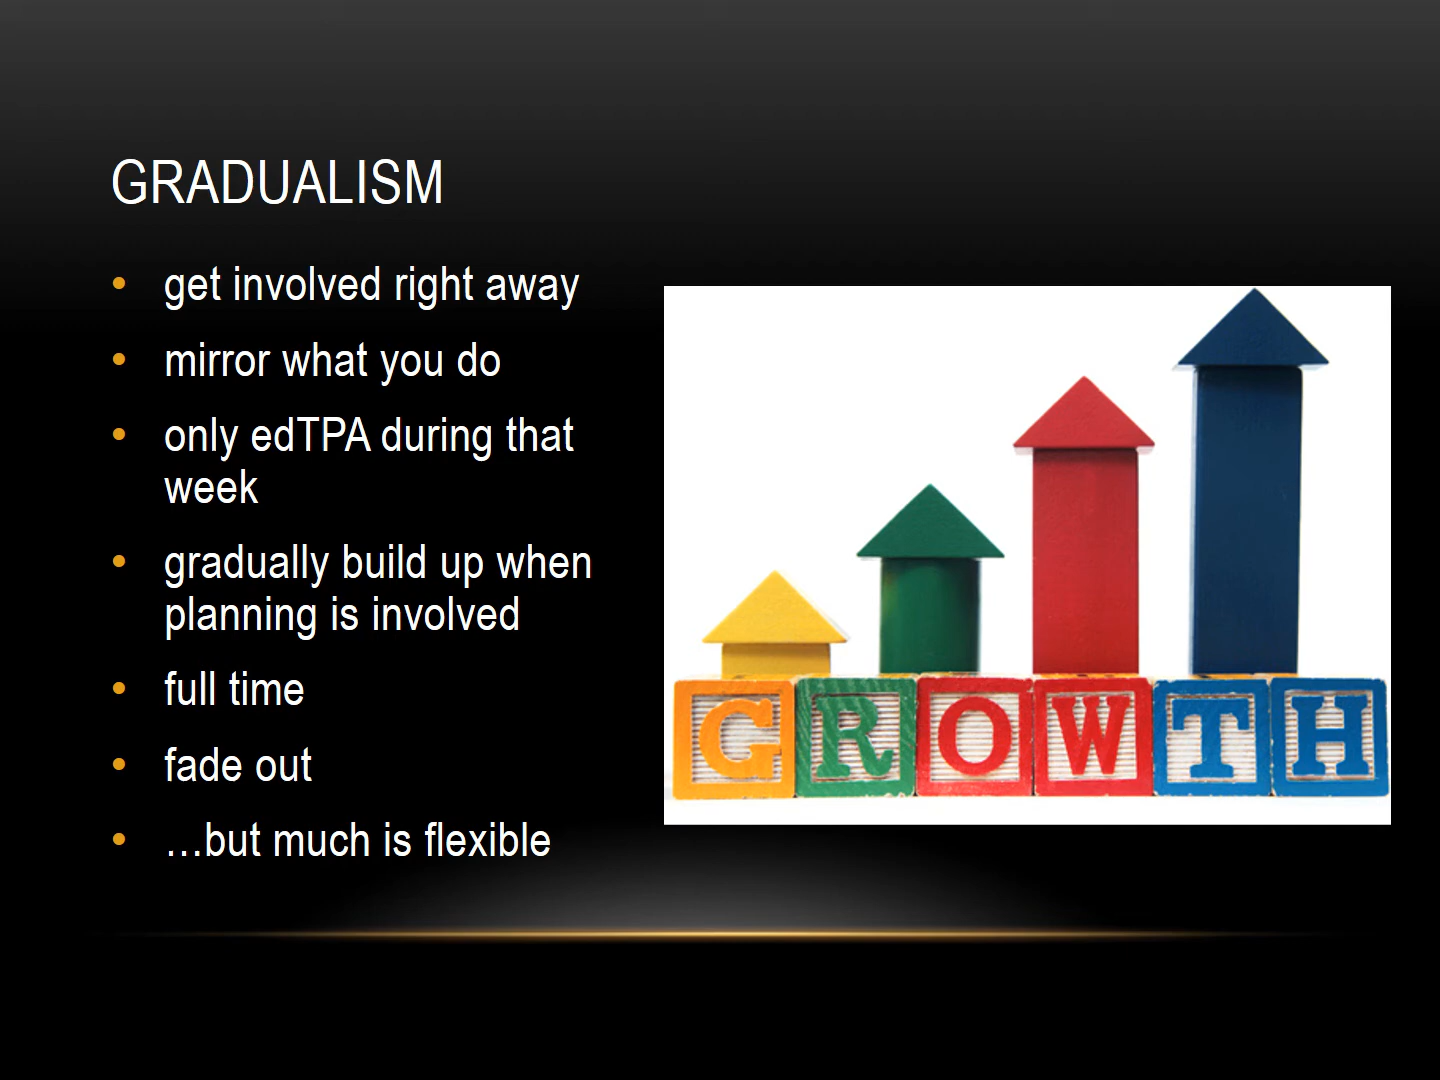 GRADUALISM
• get involved right away
• mirror what you do
• only edTPA during that
week
• gradually build up when
planning is involved
• full time
• fade out
• …but much is flexible
GROWTH